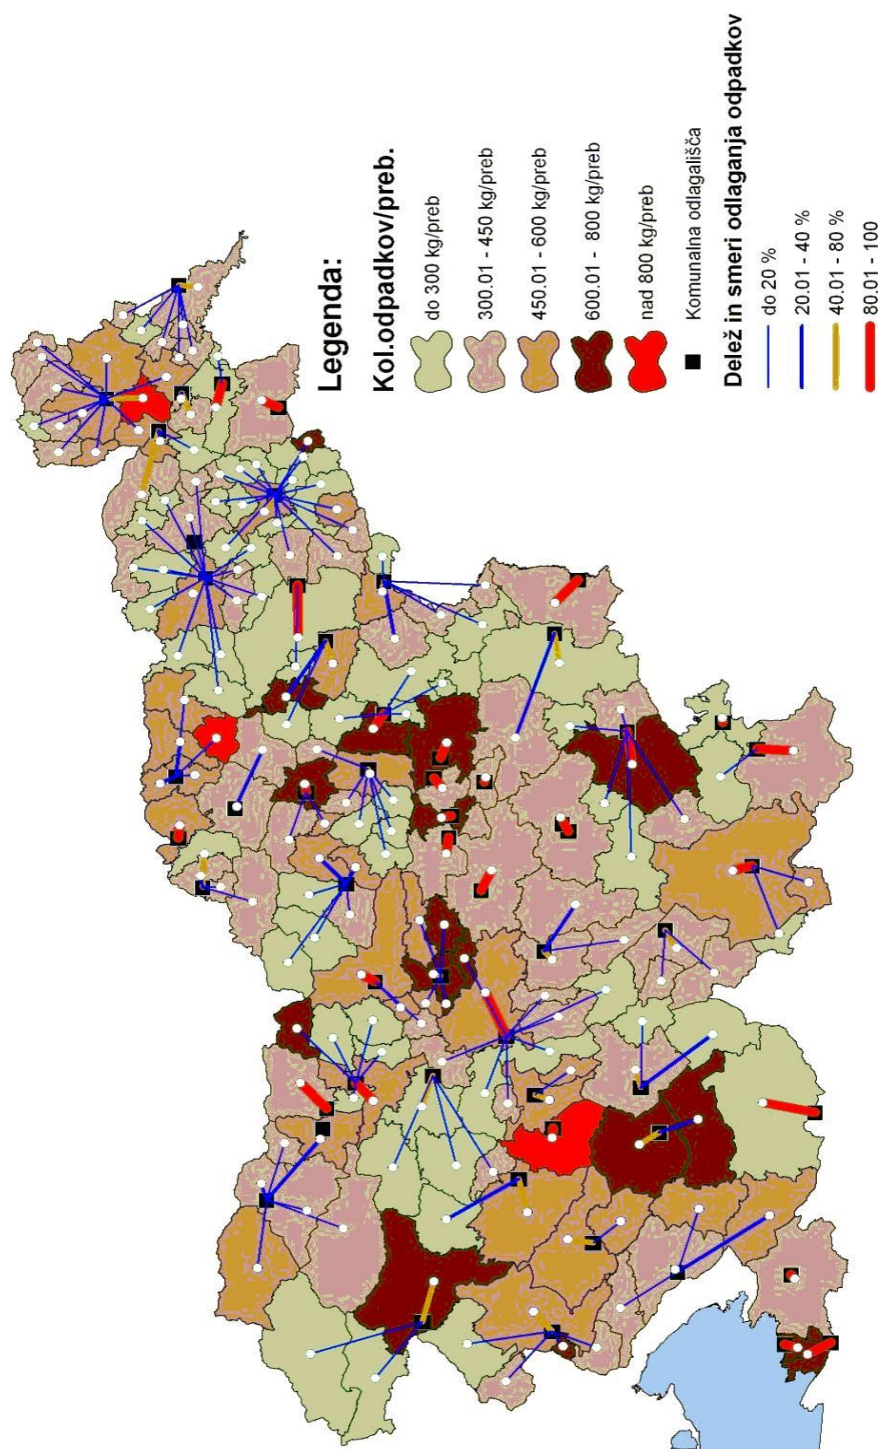 Legenda:
Kol.odpadkov/preb.
do 300 kg/preb
300.01 - 450 kg/preb
450.01 - 600 kg/preb
600.01 - 800 kg/preb
nad 800 kg/preb
Komunalna odlagališča
Delež in smeri odlaganja odpadkov
do 20 %
20.01 - 40 %
40.01 - 80 %
80.01 - 100